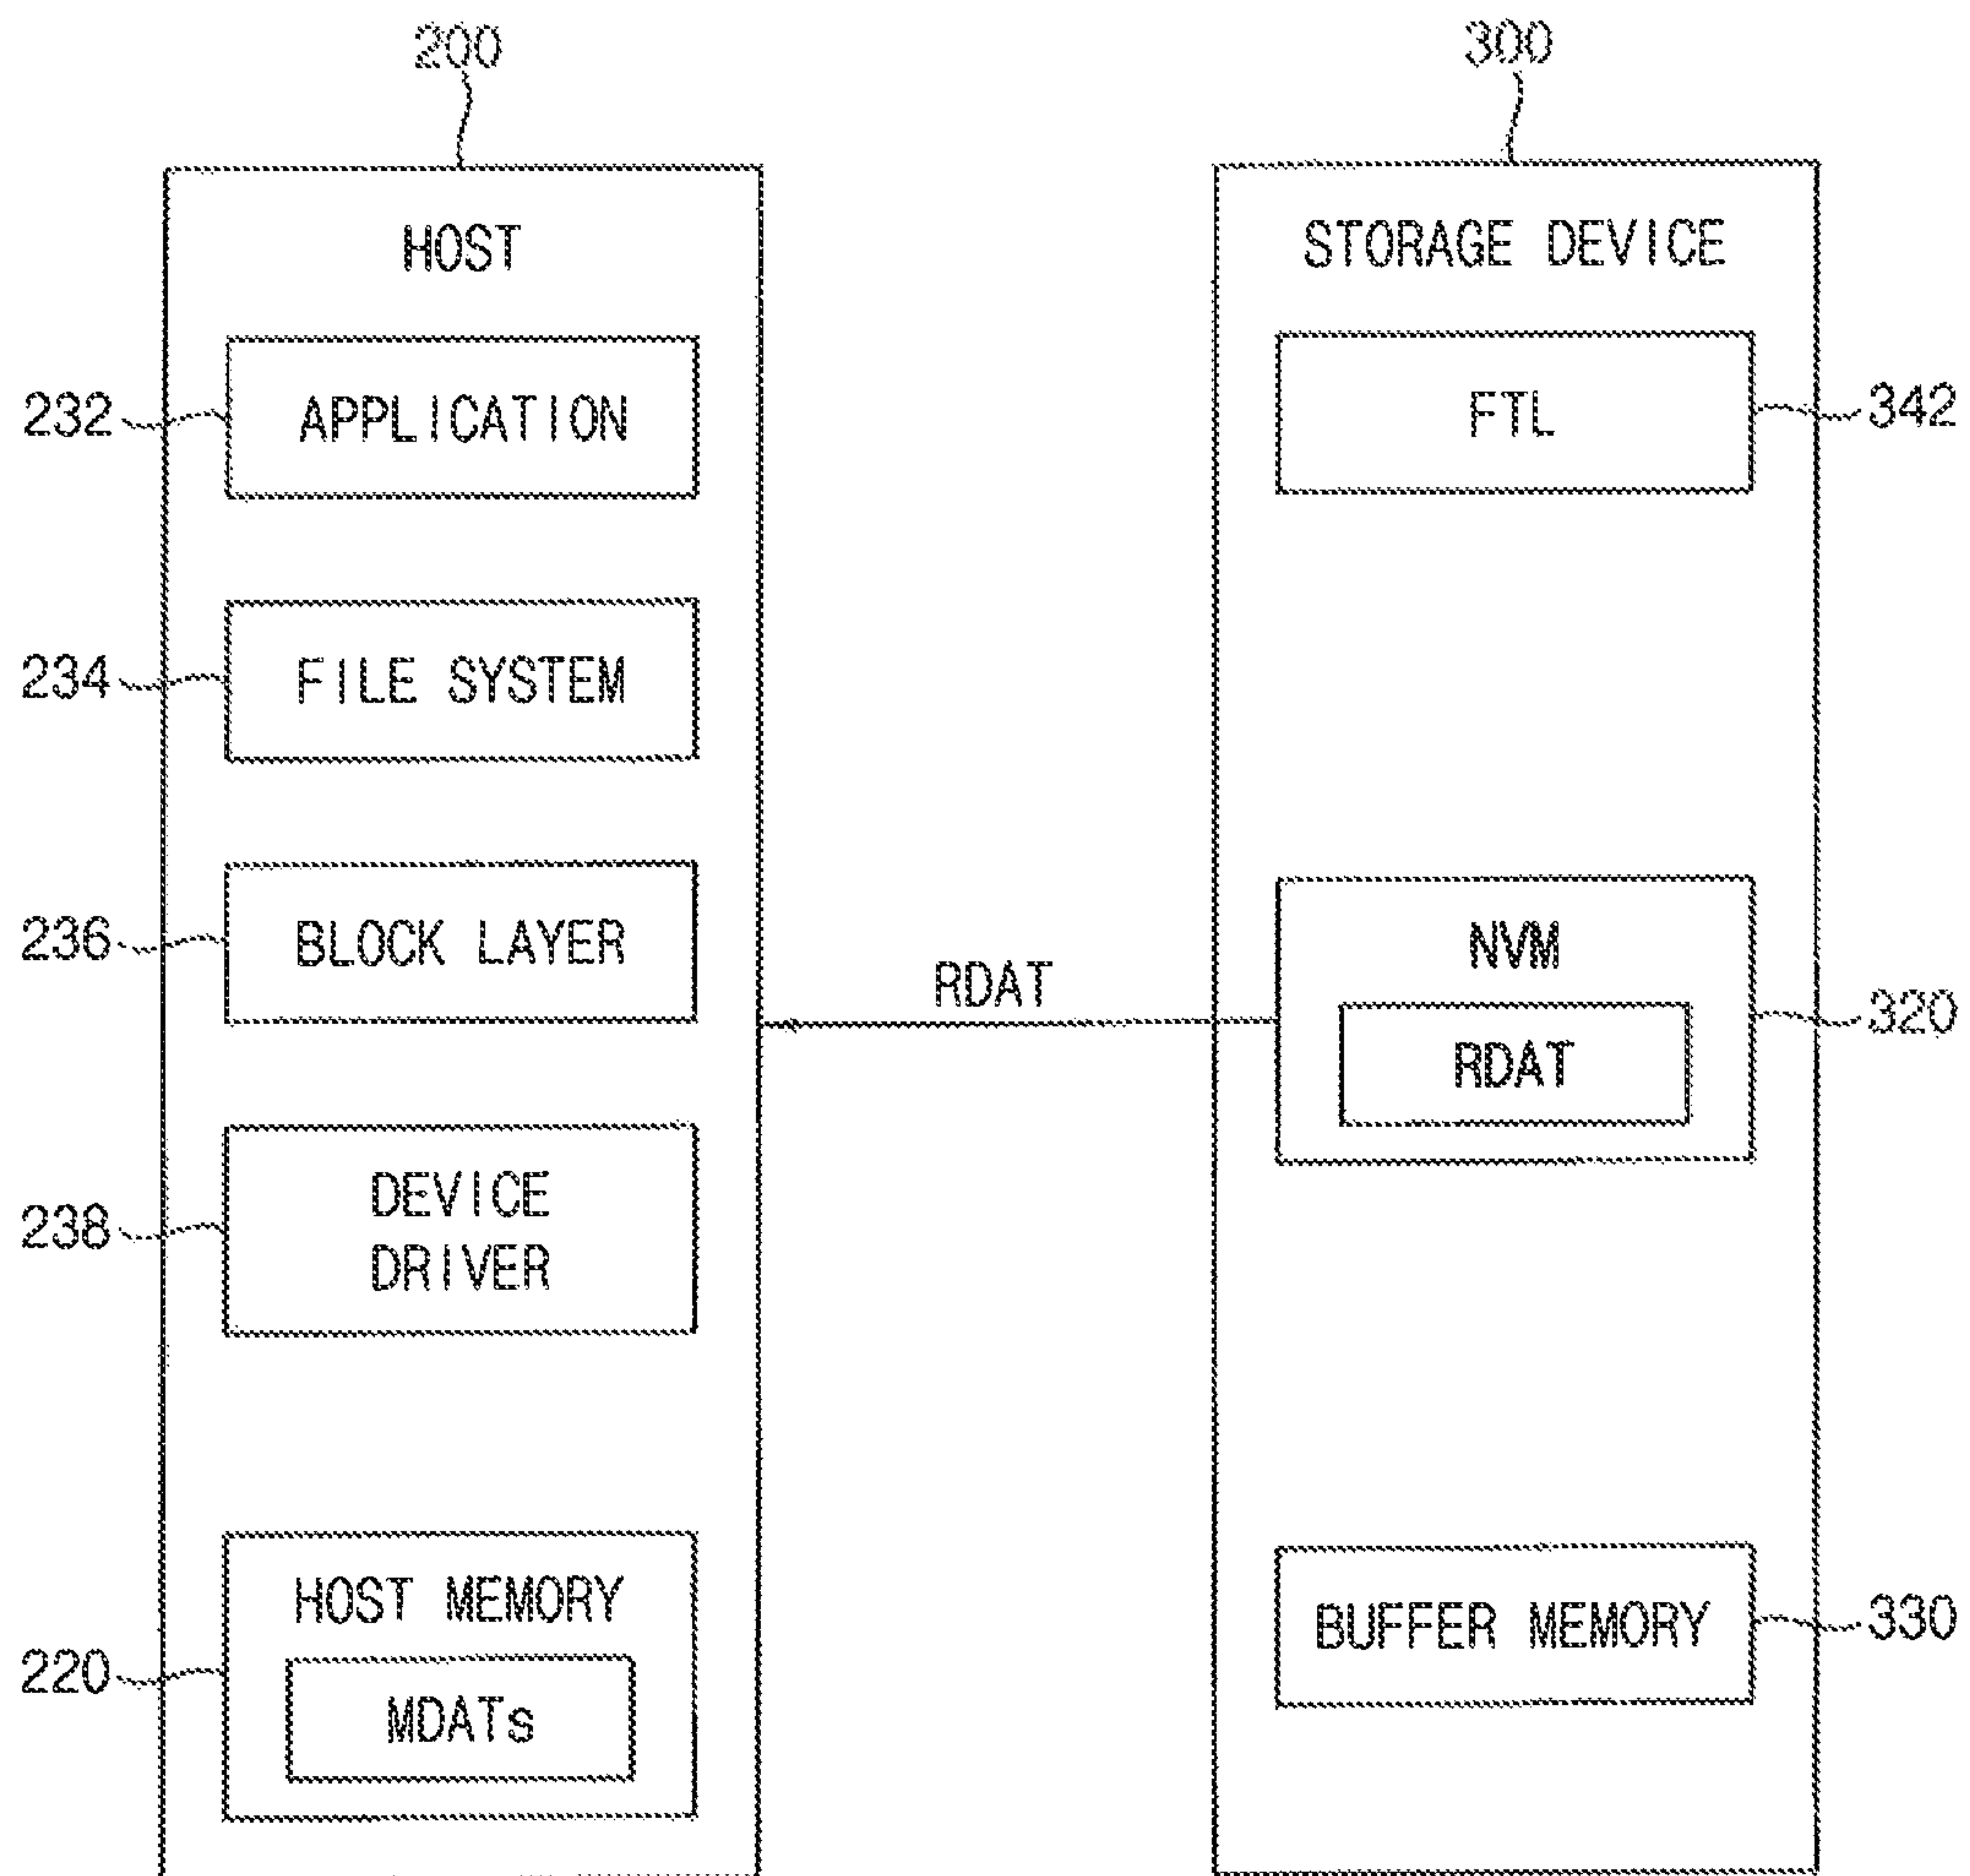 200
300
HOST
STORAGE DEVICE
232
APPLICATION
FTL
342
234
FILE SYSTEM
236
BLOCK LAYER
RDAT
NVM
RDAT
320
238
DEVICE
DRIVER
HOST MEMORY
220
MDATs
BUFFER MEMORY
330